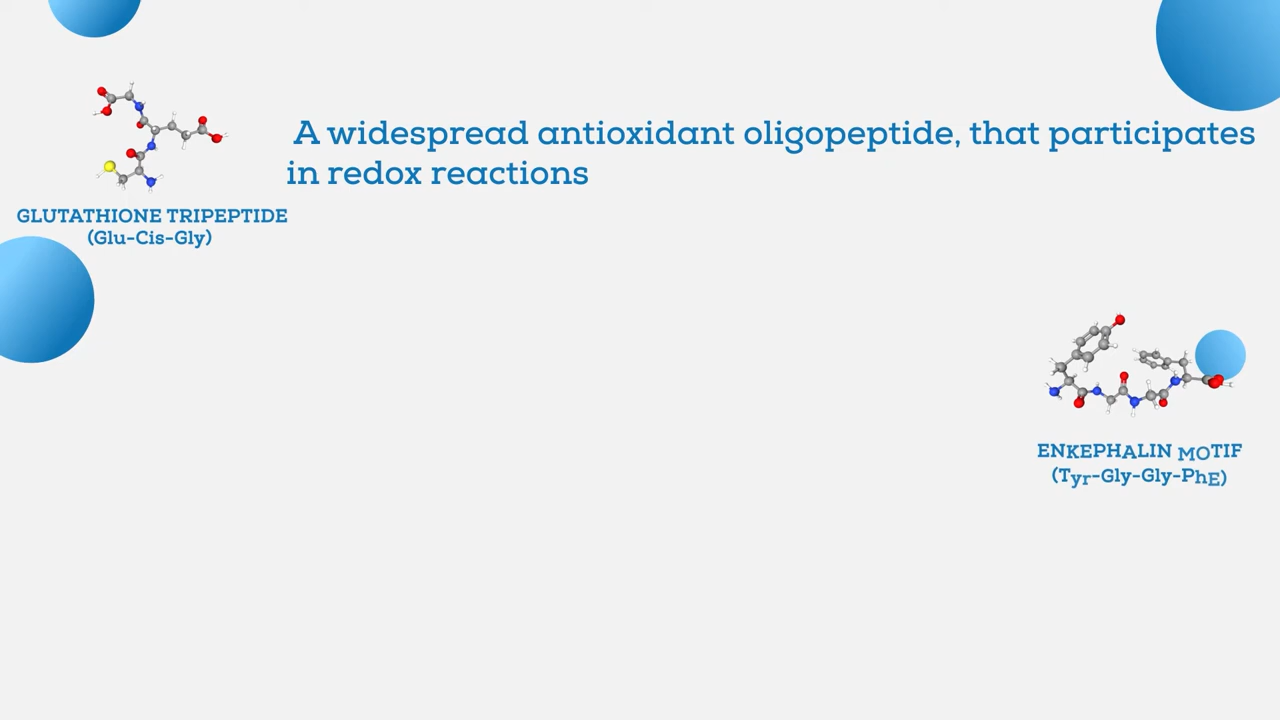 A widespread antioxidant oligopeptide, that participates
in redox reactions
GLUTATHIONE TRIPEPTIDE
(Glu-Cis-Gly)
ENKEPHALIN MOTIF
(Tyr-Gly-Gly-PhE)